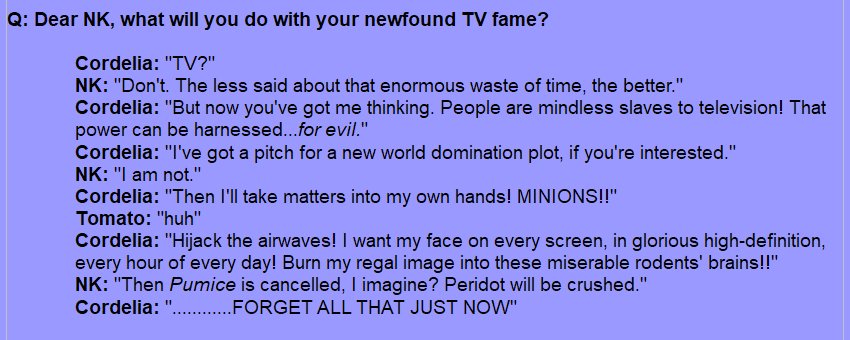 Q: Dear NK, what will you do with your newfound TV fame?
Cordelia: "TV?"
NK: "Don't. The less said about that enormous waste of time, the better."
Cordelia: "But now you've got me thinking. People are mindless slaves to television! That
power can be harnessed...for evil."
Cordelia: "I've got a pitch for a new world domination plot, if you're interested."
NK: "I am not."
Cordelia: "Then I'll take matters into my own hands! MINIONS!!"
Tomato: "huh"
Cordelia: "Hijack the airwaves! I want my face on every screen, in glorious high-definition,
every hour of every day! Burn my regal image into these miserable rodents' brains!!"
NK: "Then Pumice is cancelled, I imagine? Peridot will be crushed."
Cordelia: "............FORGET ALL THAT JUST NOW"